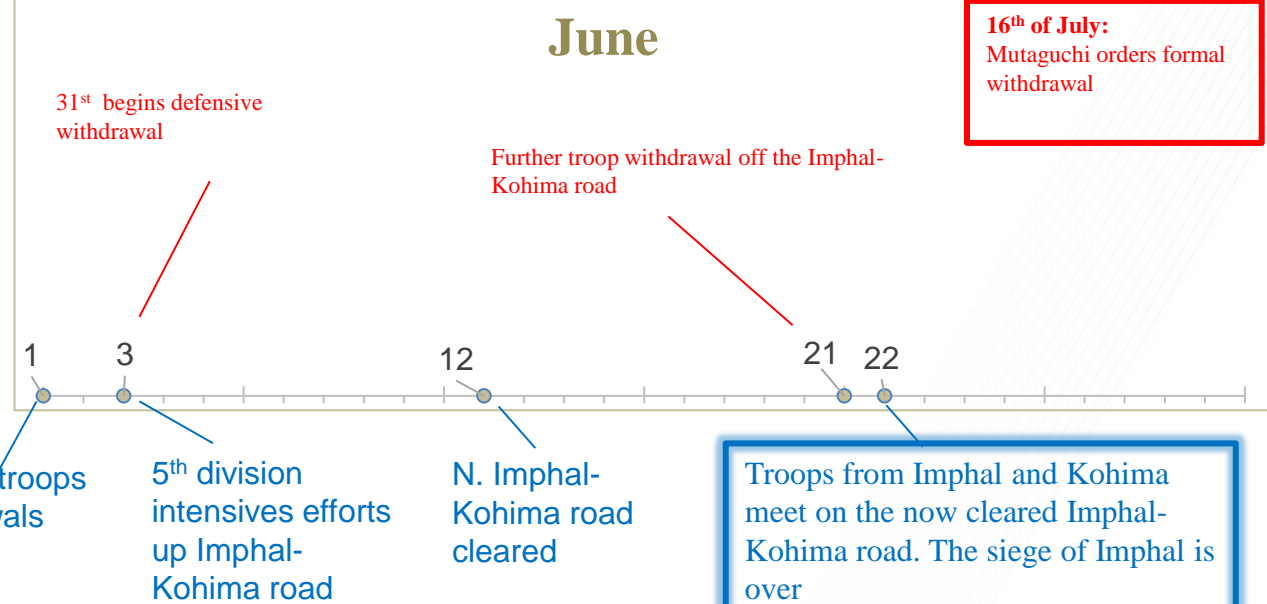 June
16th of July:
Mutaguchi orders formal
withdrawal
31st begins defensive
withdrawal
Further troop withdrawal off the Imphal-
Kohima road
1
3
12
21
22
troops
5th division
intensives efforts
up Imphal-
Kohima road
N. Imphal-
Kohima road
cleared
Troops from Imphal and Kohima
meet on the now cleared Imphal-
Kohima road. The siege of Imphal is
over